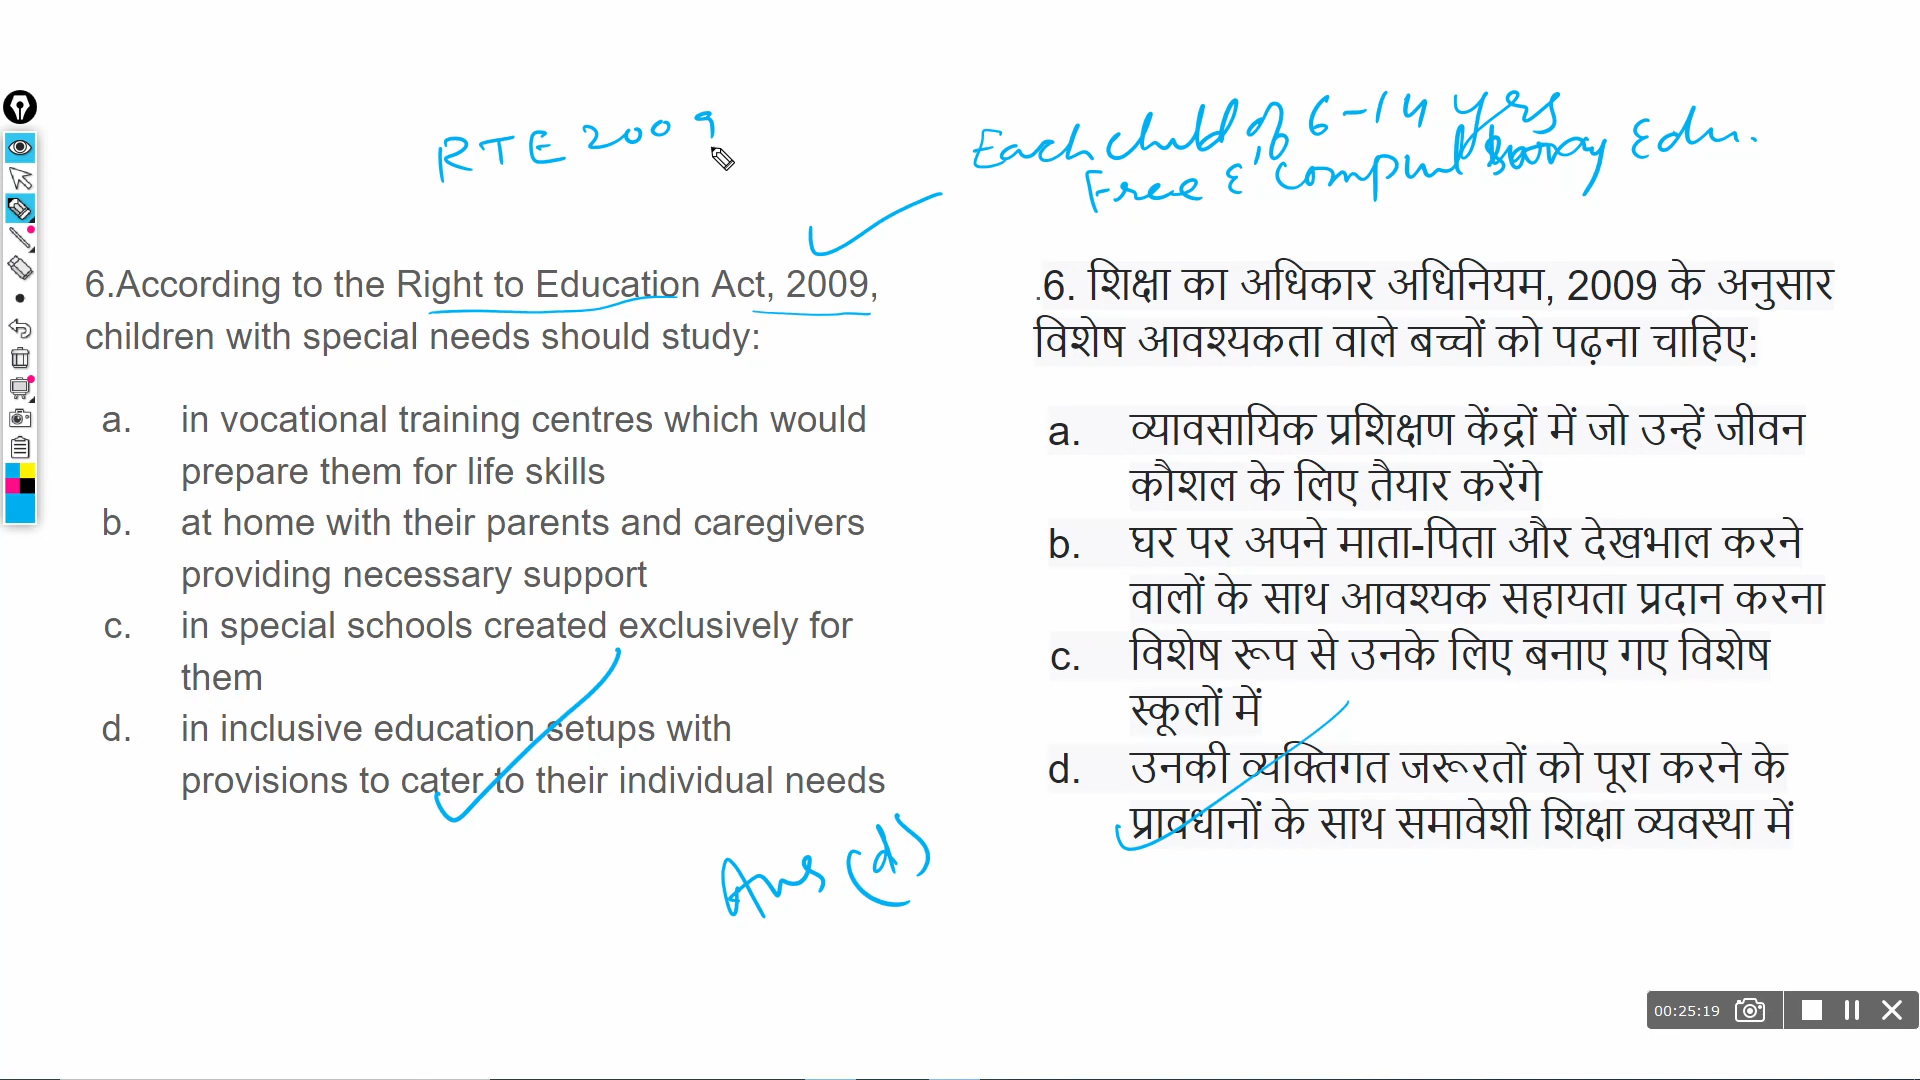 RTE 2009
Each child of 6-14 yrs
Free & compulsory Edu.
6.According to the Right to Education Act, 2009,
children with special needs should study:
a. in vocational training centres which would
prepare them for life skills
b. at home with their parents and caregivers
providing necessary support
c. in special schools created exclusively for
them
d. in inclusive education setups with
provisions to cater to their individual needs
Ans (d)
.6. शिक्षा का अधिकार अधिनियम, 2009 के अनुसार
विशेष आवश्यकता वाले बच्चों को पढ़ना चाहिए:
a. व्यावसायिक प्रशिक्षण केंद्रों में जो उन्हें जीवन
कौशल के लिए तैयार करेंगे
b. घर पर अपने माता-पिता और देखभाल करने
वालों के साथ आवश्यक सहायता प्रदान करना
c. विशेष रूप से उनके लिए बनाए गए विशेष
स्कूलों में
d. उनकी व्यक्तिगत जरूरतों को पूरा करने के
प्रावधानों के साथ समावेशी शिक्षा व्यवस्था में
00:25:19